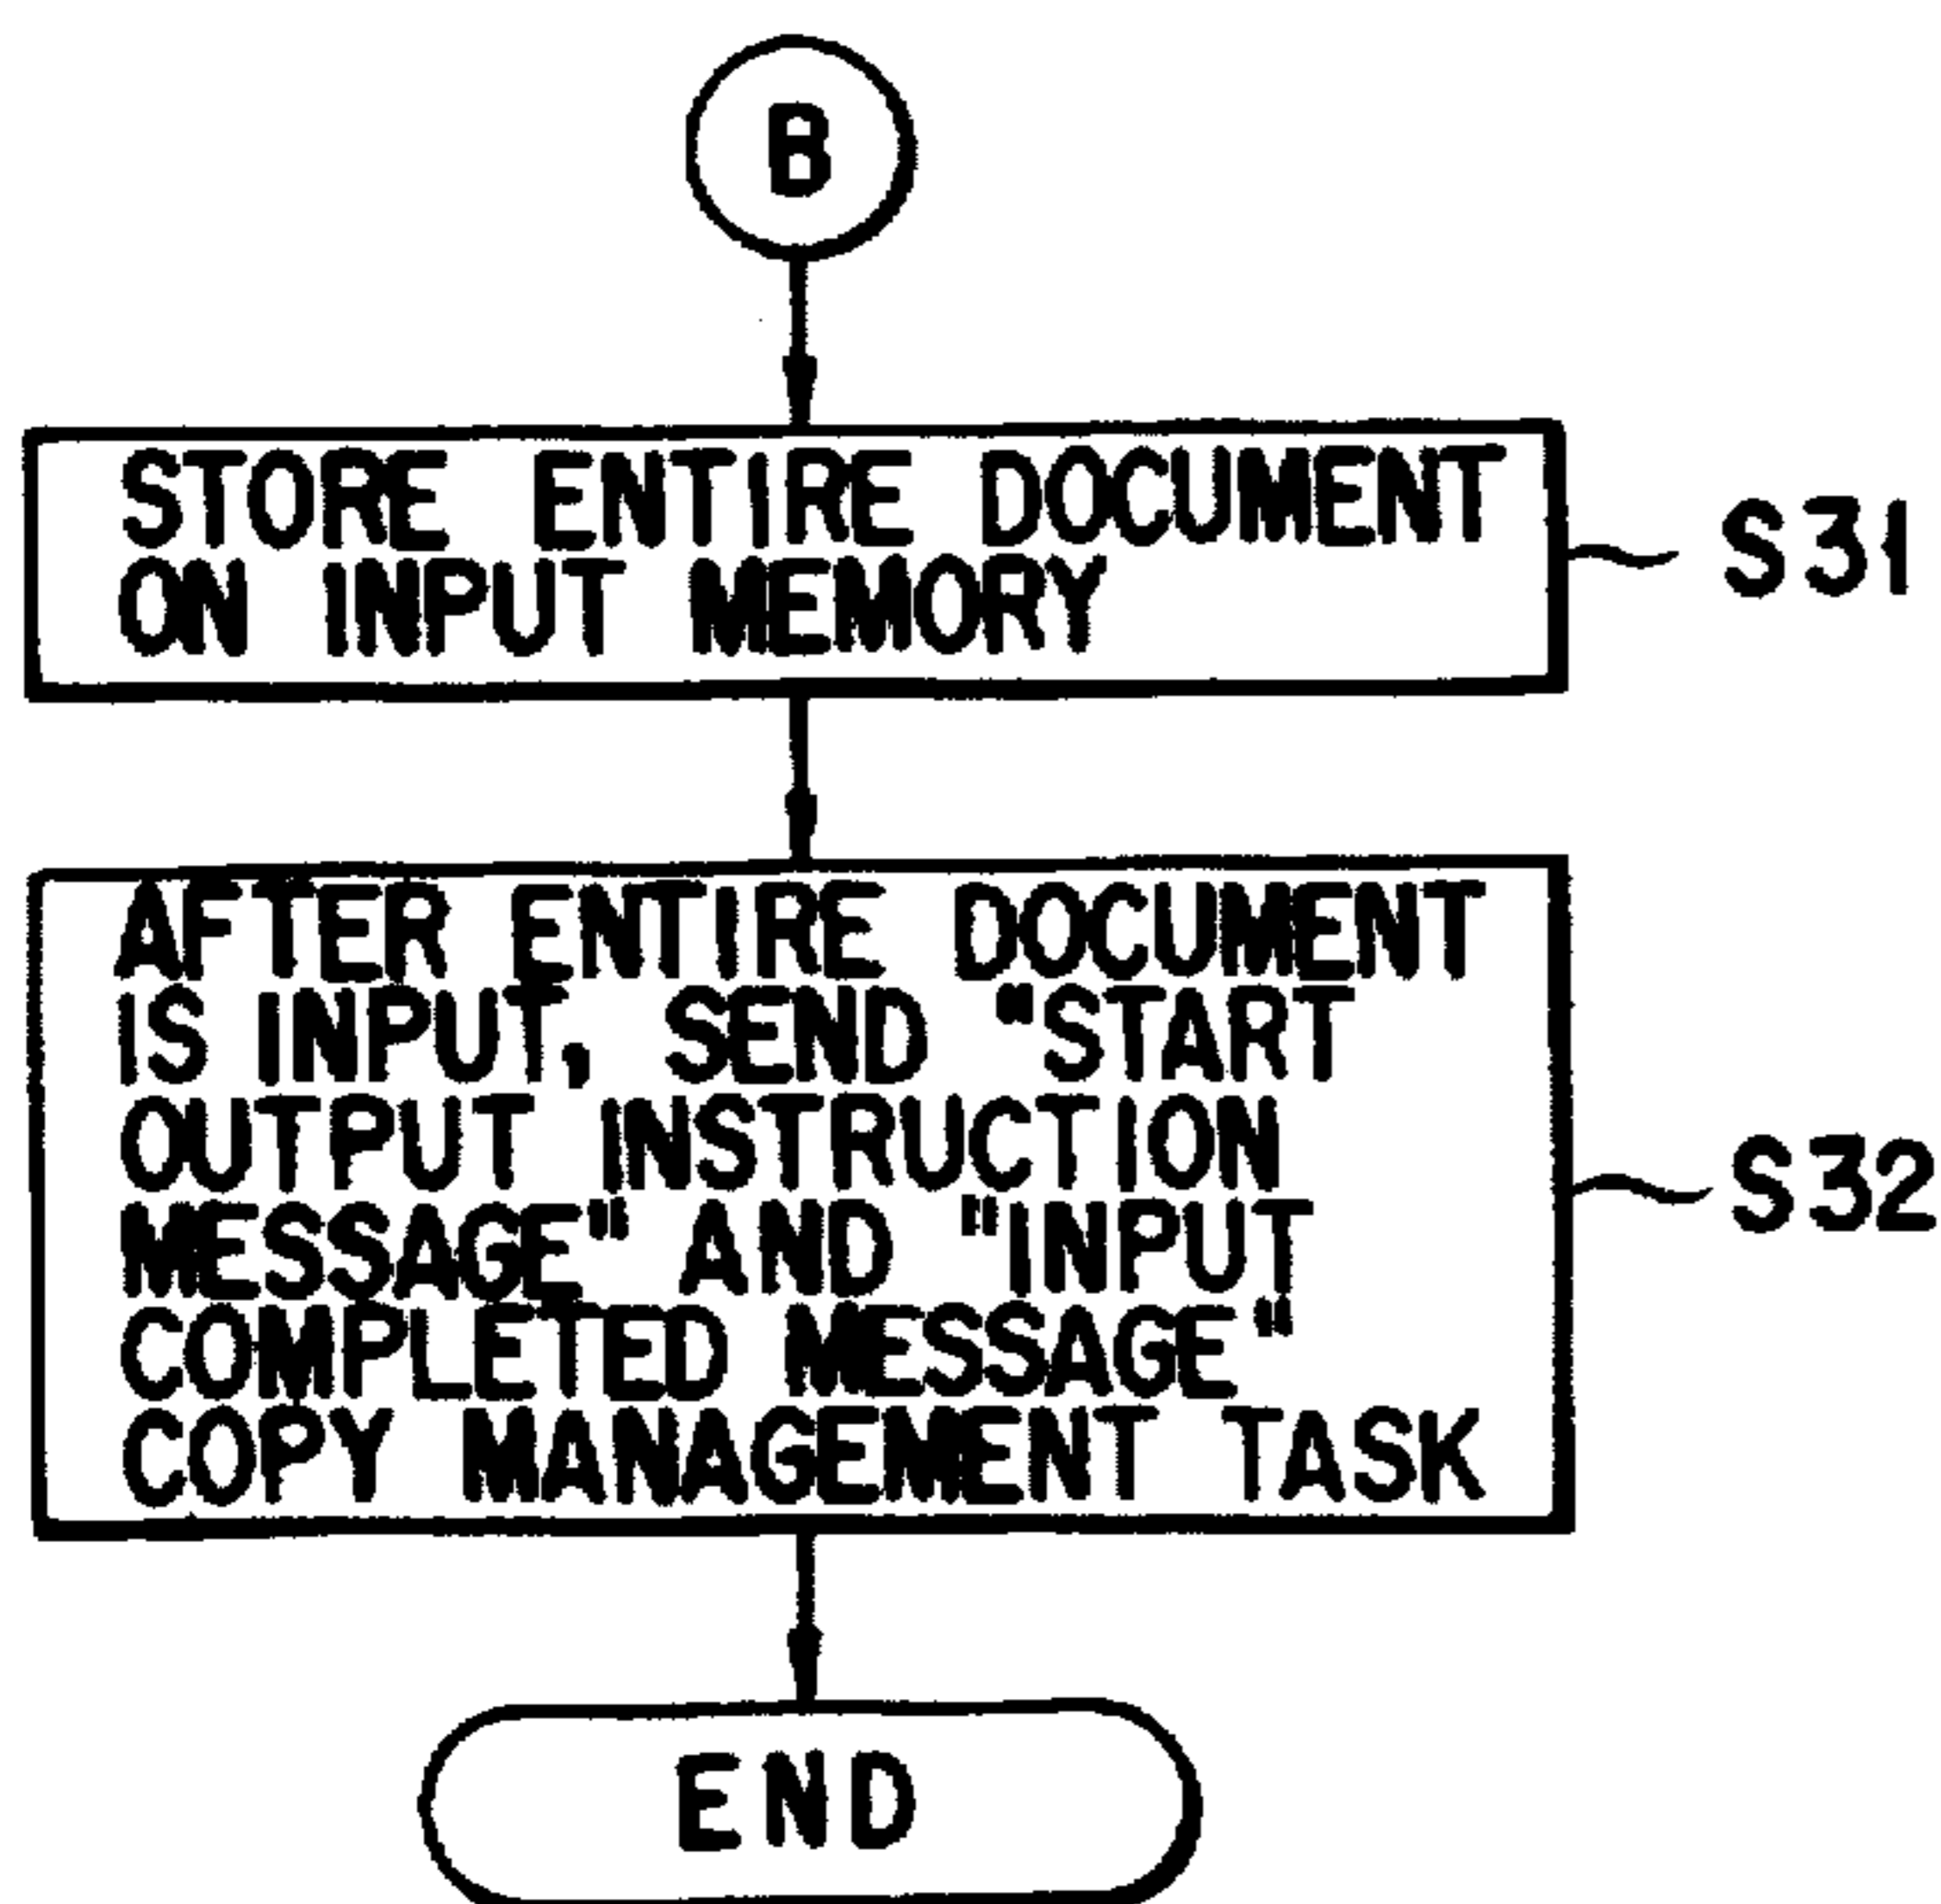 B
STORE ENTIRE DOCUMENT
ON INPUT MEMORY
S31
AFTER ENTIRE DOCUMENT
IS INPUT, SEND "START
OUTPUT INSTRUCTION
MESSAGE" AND "INPUT
COMPLETED MESSAGE"
COPY MANAGEMENT TASK
S32
END